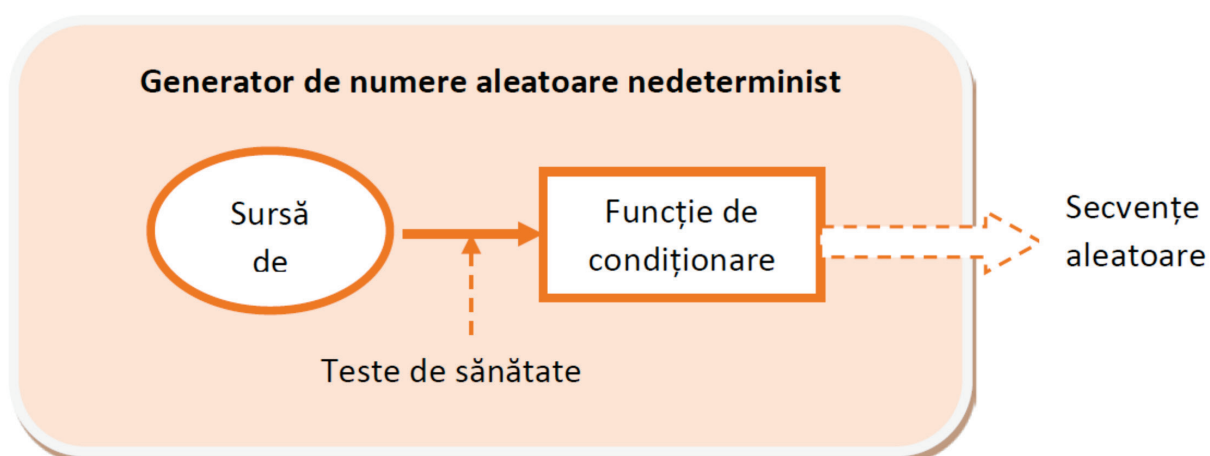 Generator de numere aleatoare nedeterminist
Sursă
de
Funcție de
condiționare
Secvențe
aleatoare
Teste de sănătate